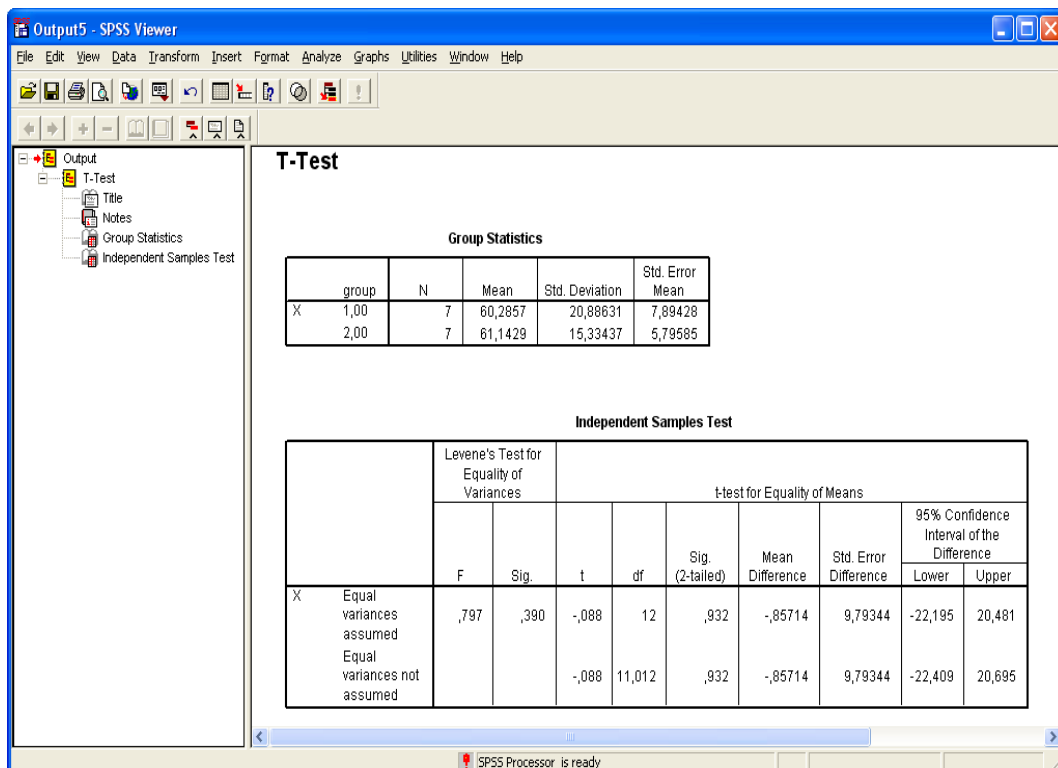 Output5 - SPSS Viewer
File Edit View Data Transform Insert Format Analyze Graphs Utilities Window Help
Output
T-Test
Title
Notes
Group Statistics
Independent Samples Test
T-Test
Group Statistics
group N Mean Std. Deviation Std. Error Mean
X 1,00 7 60,2857 20,88631 7,89428
2,00 7 61,1429 15,33437 5,79585
Independent Samples Test
Levene's Test for Equality of Variances
t-test for Equality of Means
95% Confidence Interval of the Difference
F Sig. t df Sig. (2-tailed) Mean Difference Std. Error Difference Lower Upper
X Equal variances assumed ,797 ,390 -,088 12 ,932 -,85714 9,79344 -22,195 20,481
Equal variances not assumed -,088 11,012 ,932 -,85714 9,79344 -22,409 20,695
SPSS Processor is ready